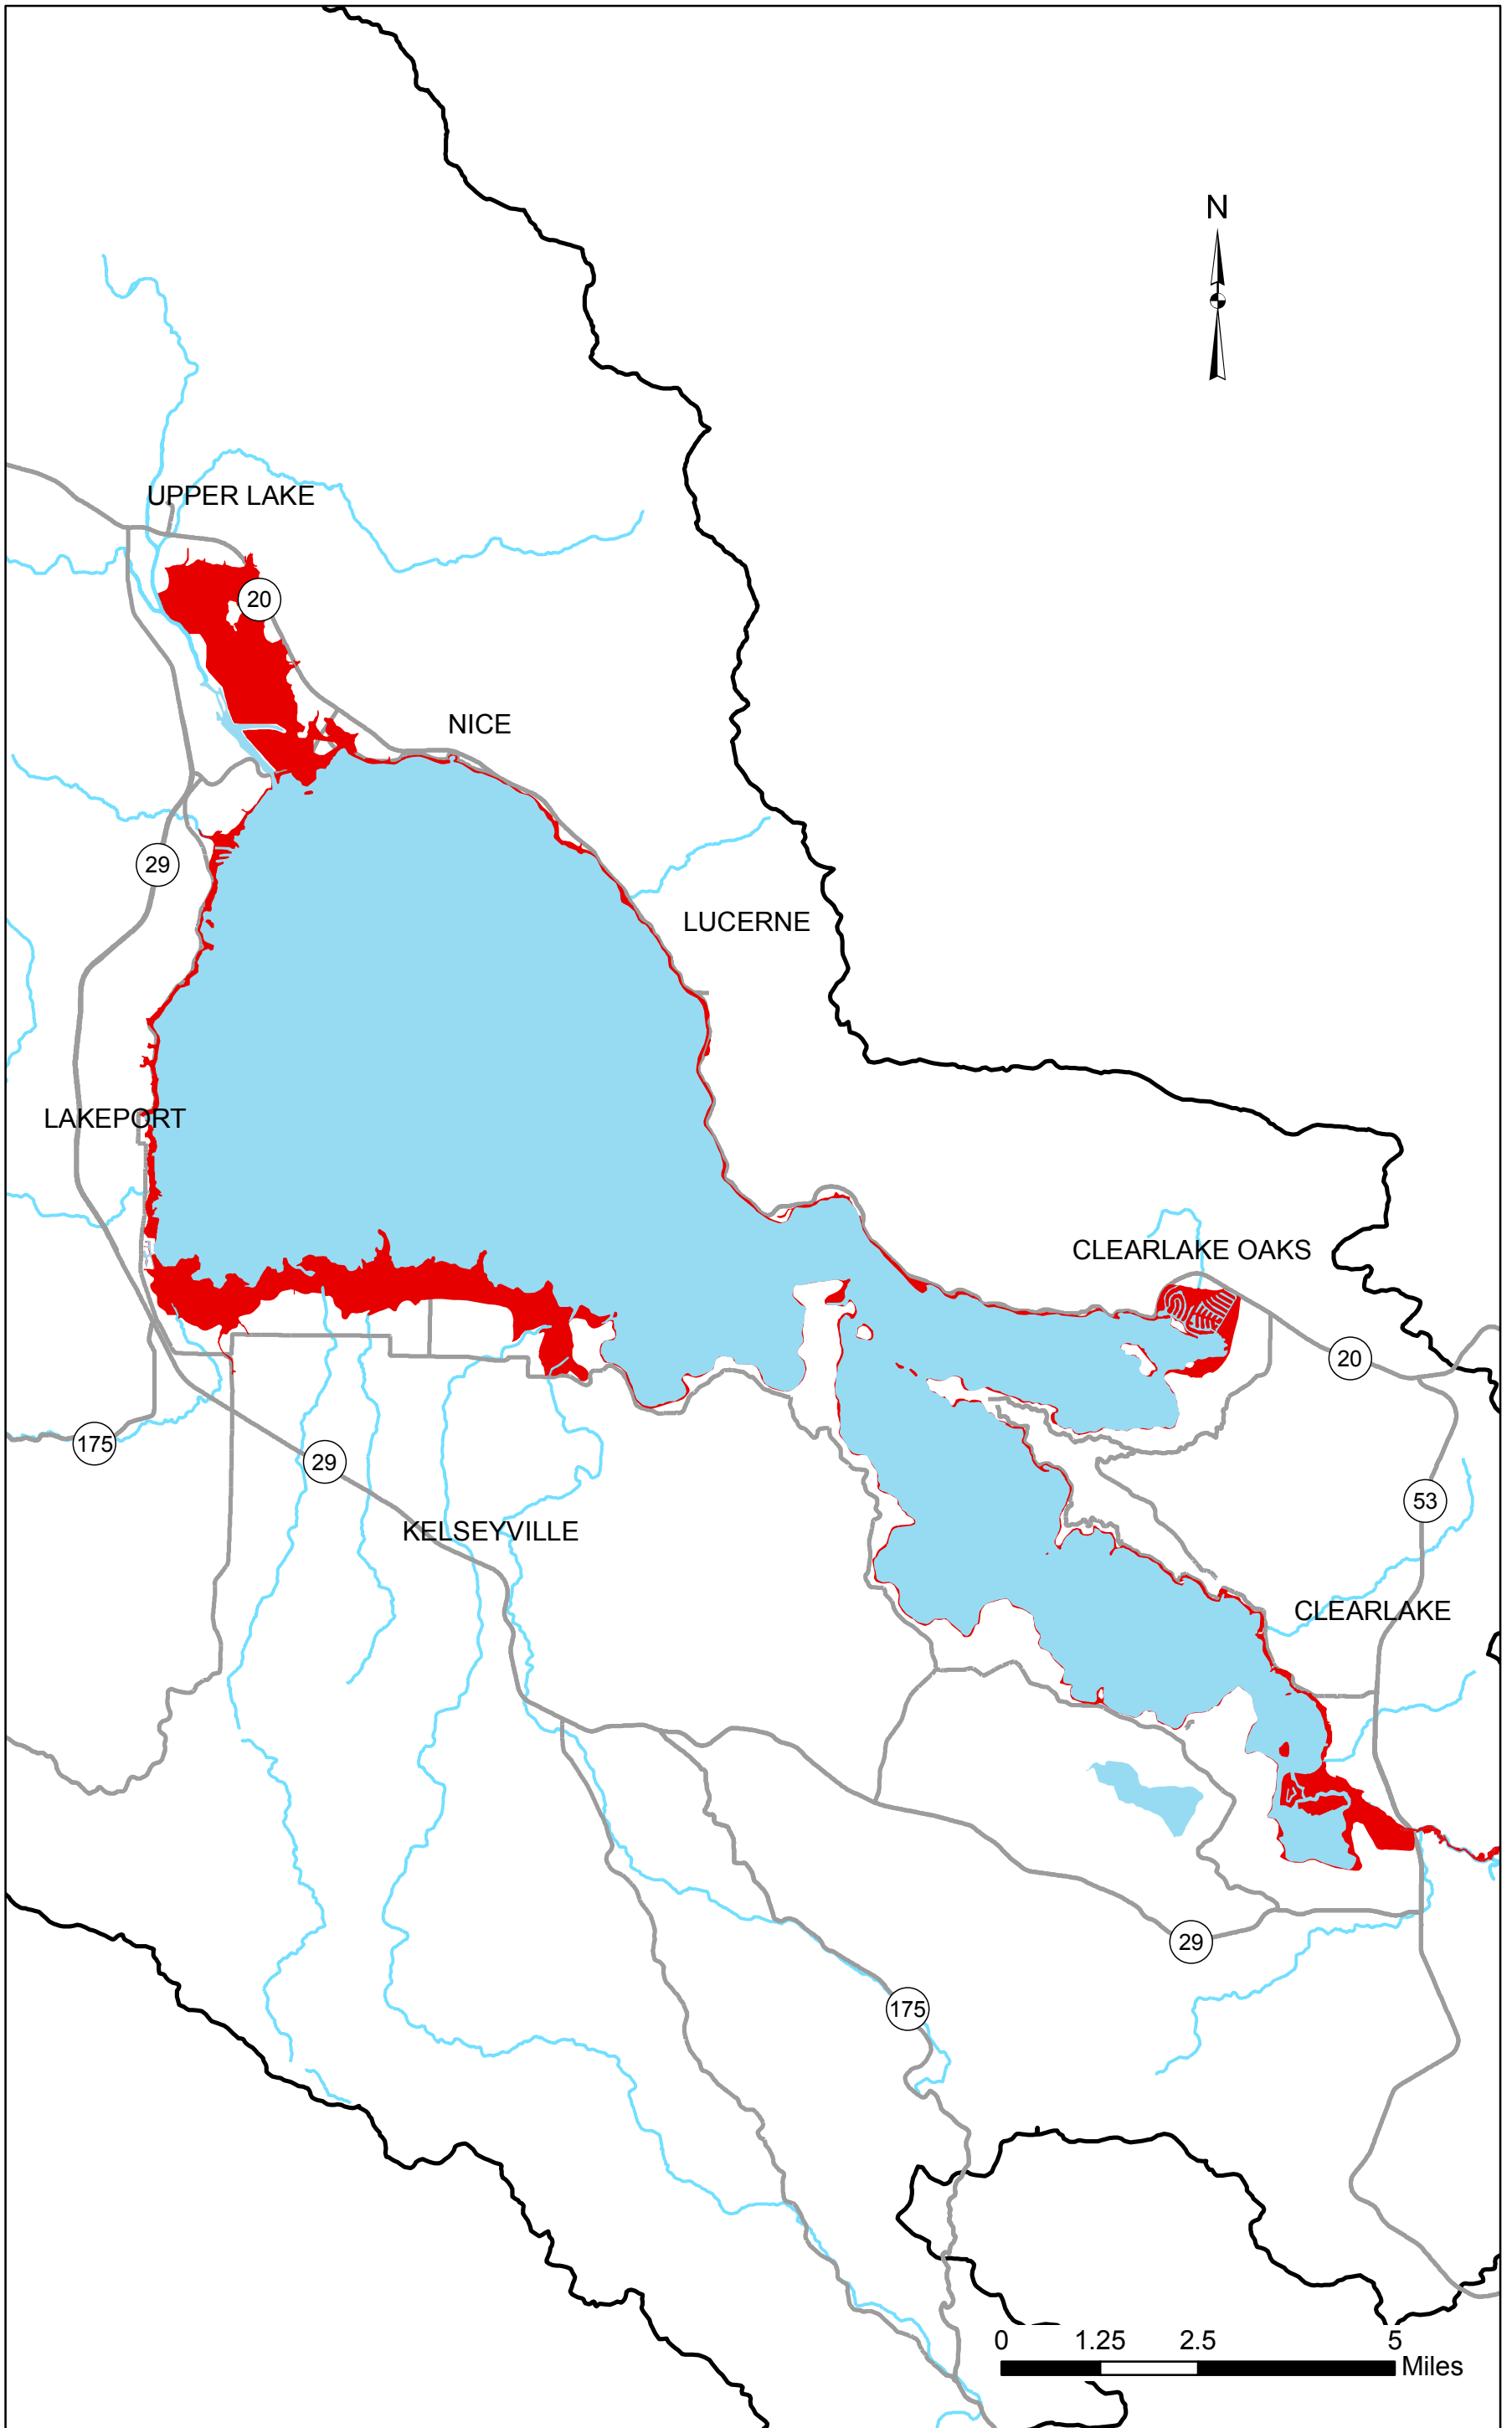 N
UPPER LAKE
20
NICE
29
LUCERNE
LAKEPORT
CLEARLAKE OAKS
20
175
29
53
KELSEYVILLE
CLEARLAKE
29
175
0 1.25 2.5 5
Miles